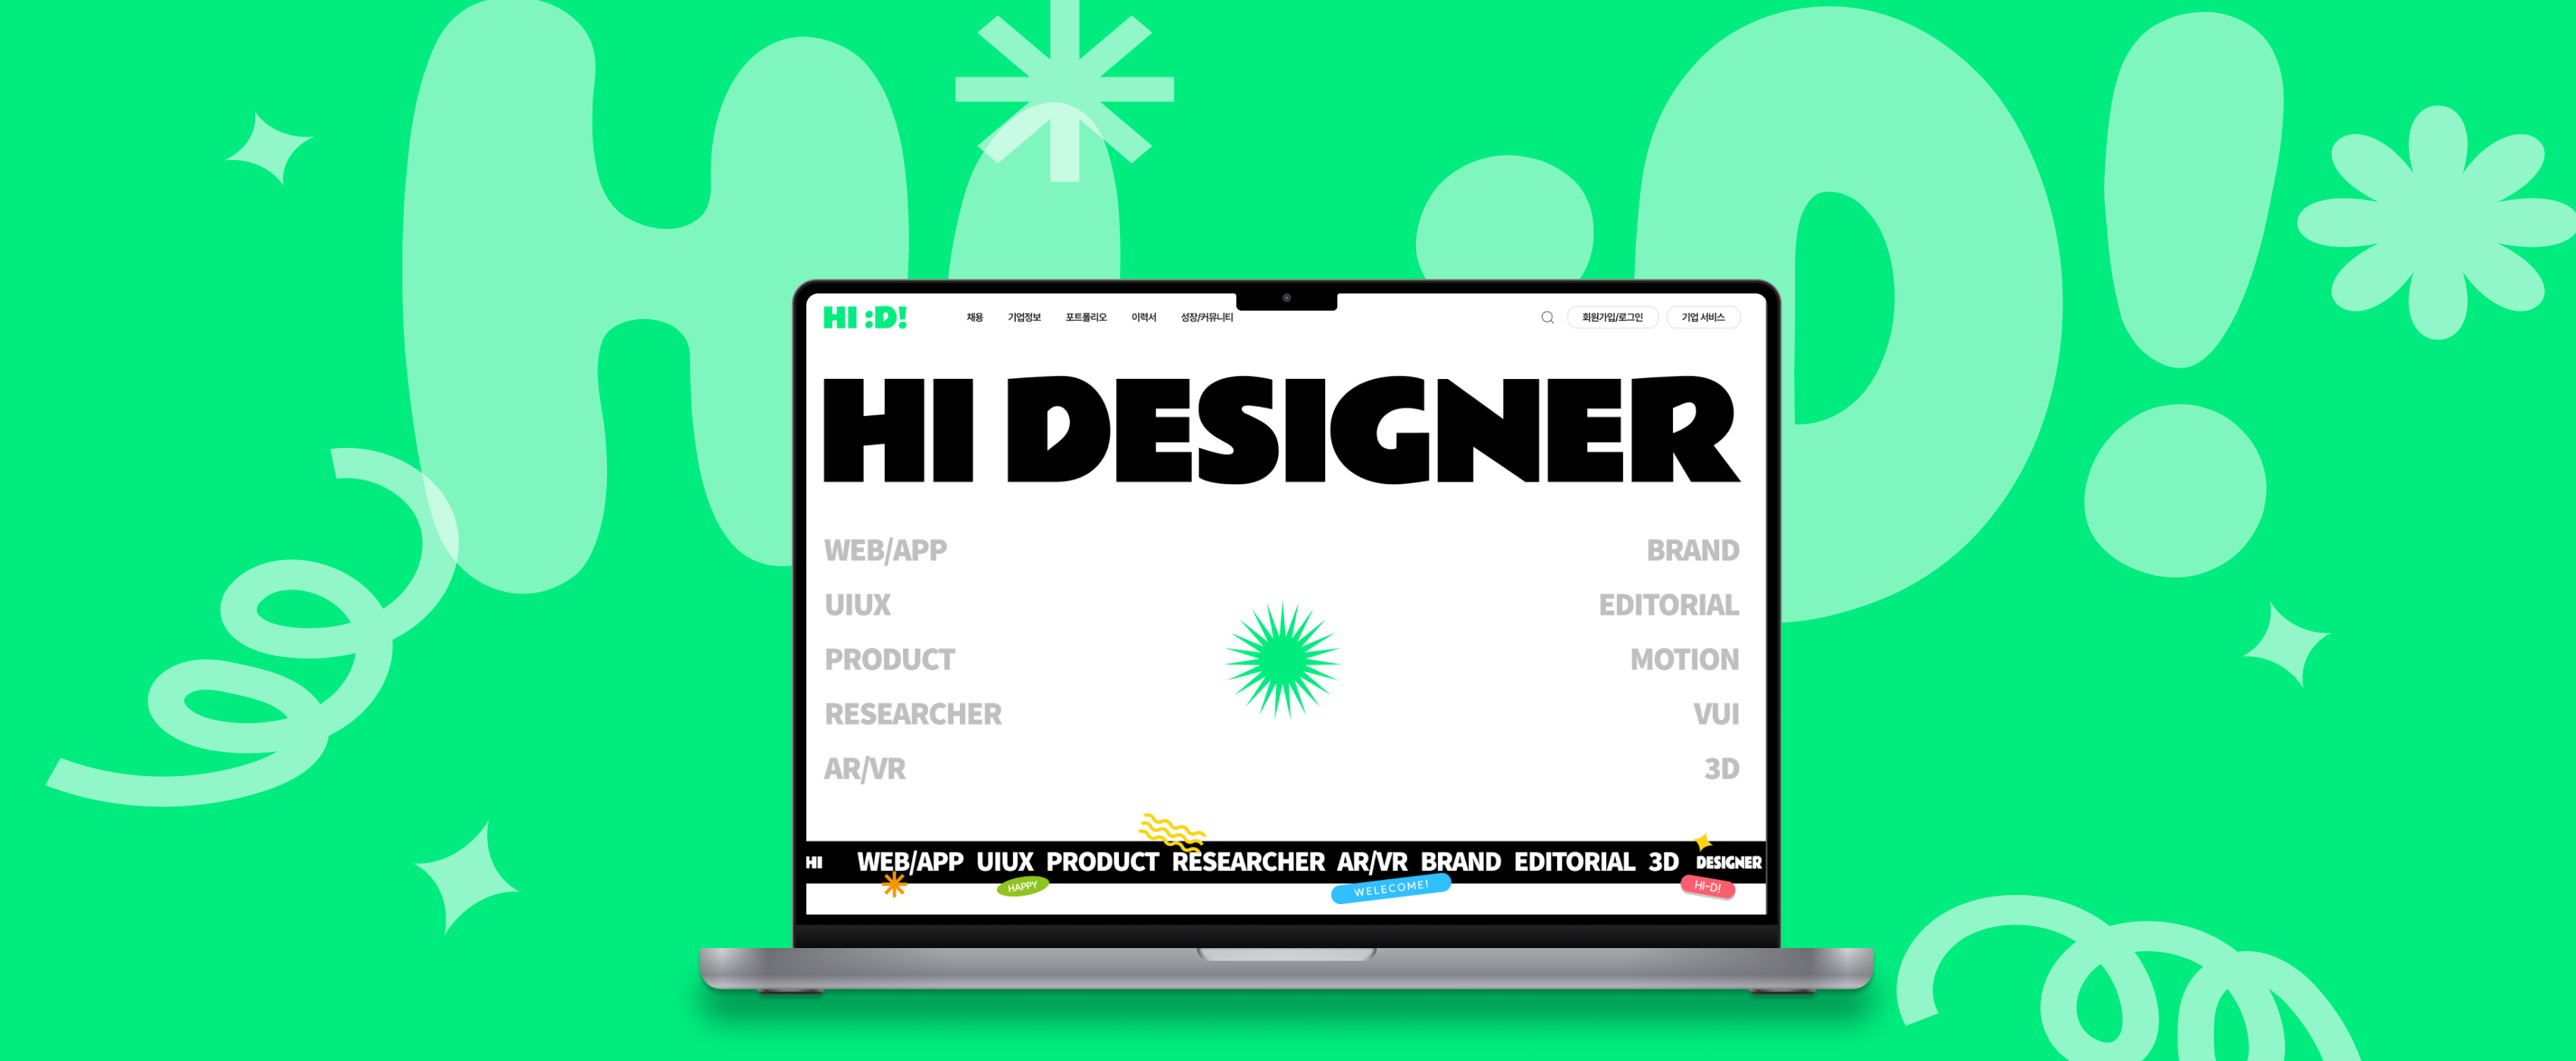 HI :D!
HI :D! 채용 기업정보 포트폴리오 이력서 성장/커뮤니티 회원가입/로그인 기업 서비스
HI DESIGNER
WEB/APP
UIUX
PRODUCT
RESEARCHER
AR/VR
BRAND
EDITORIAL
MOTION
VUI
3D
HI WEB/APP UIUX PRODUCT RESEARCHER AR/VR BRAND EDITORIAL 3D DESIGNER
HAPPY
WELECOME!
HI-D!